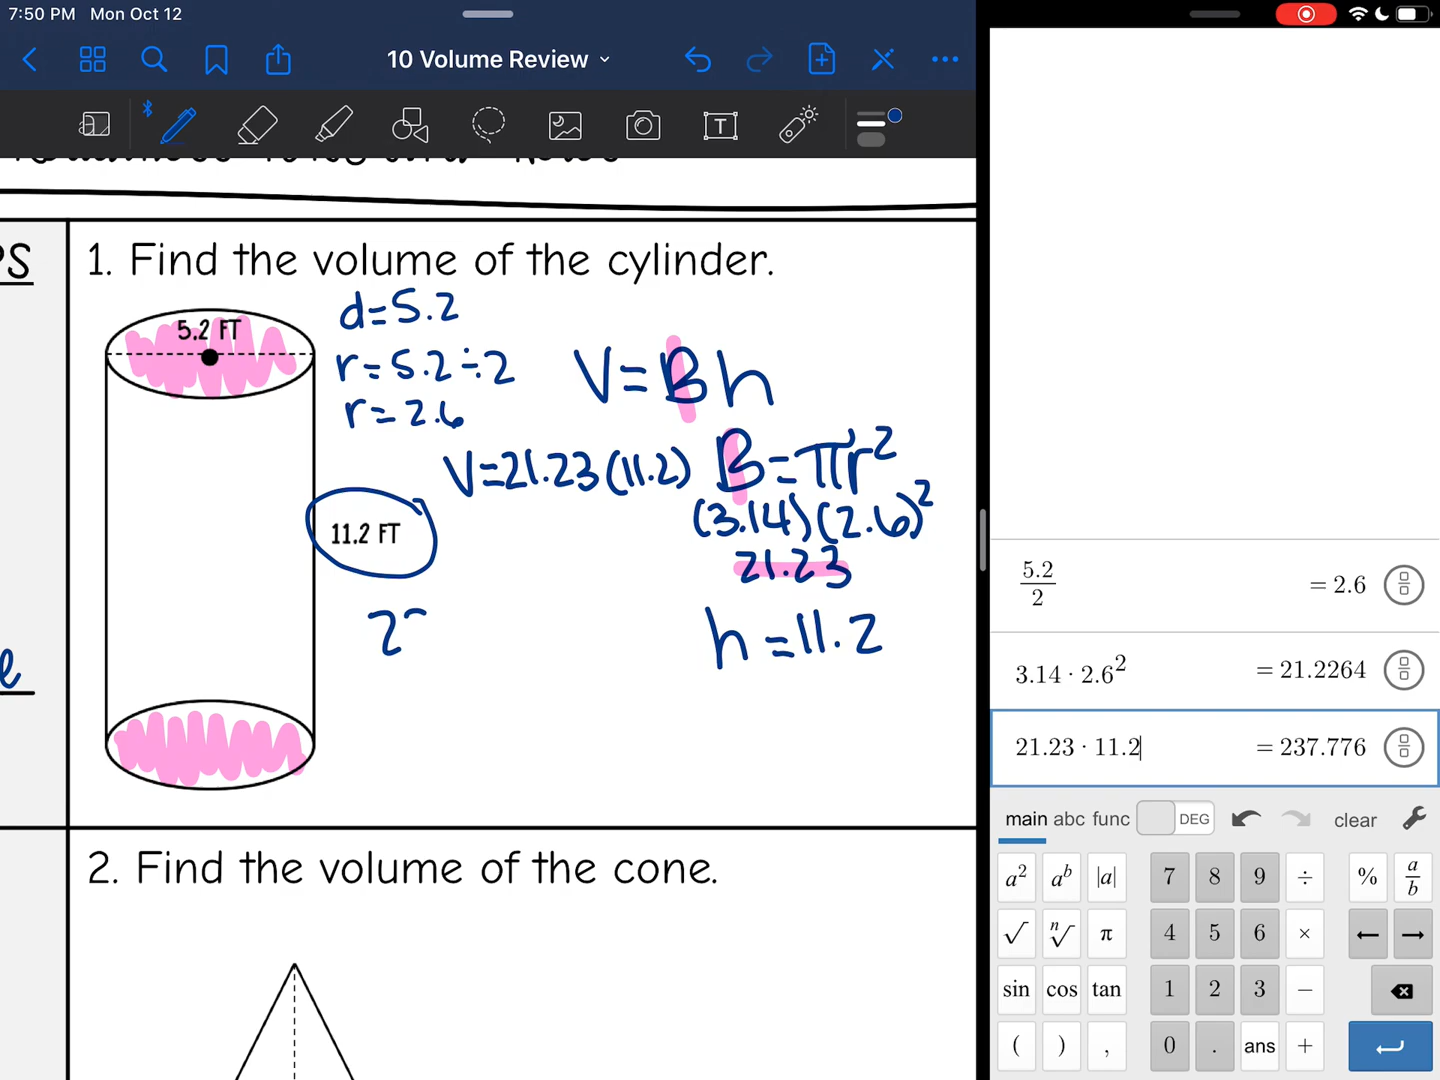 7:50 PM Mon Oct 12
10 Volume Review
T
PS
1. Find the volume of the cylinder.
5.2 FT
d=5.2
r=5.2÷2
r=2.6
V=Bh
V=21.23(11.2)
B=πr²
(3.14)(2.6)²
21.23
11.2 FT
h=11.2
2
e
2. Find the volume of the cone.
5.2/2 = 2.6
3.14 · 2.6² = 21.2264
21.23 · 11.2 = 237.776
main abc func DEG clear
a² aᵇ |a| 7 8 9 ÷ % a/b
√ ⁿ√ π 4 5 6 × ← →
sin cos tan 1 2 3 −
( ) , 0 . ans +